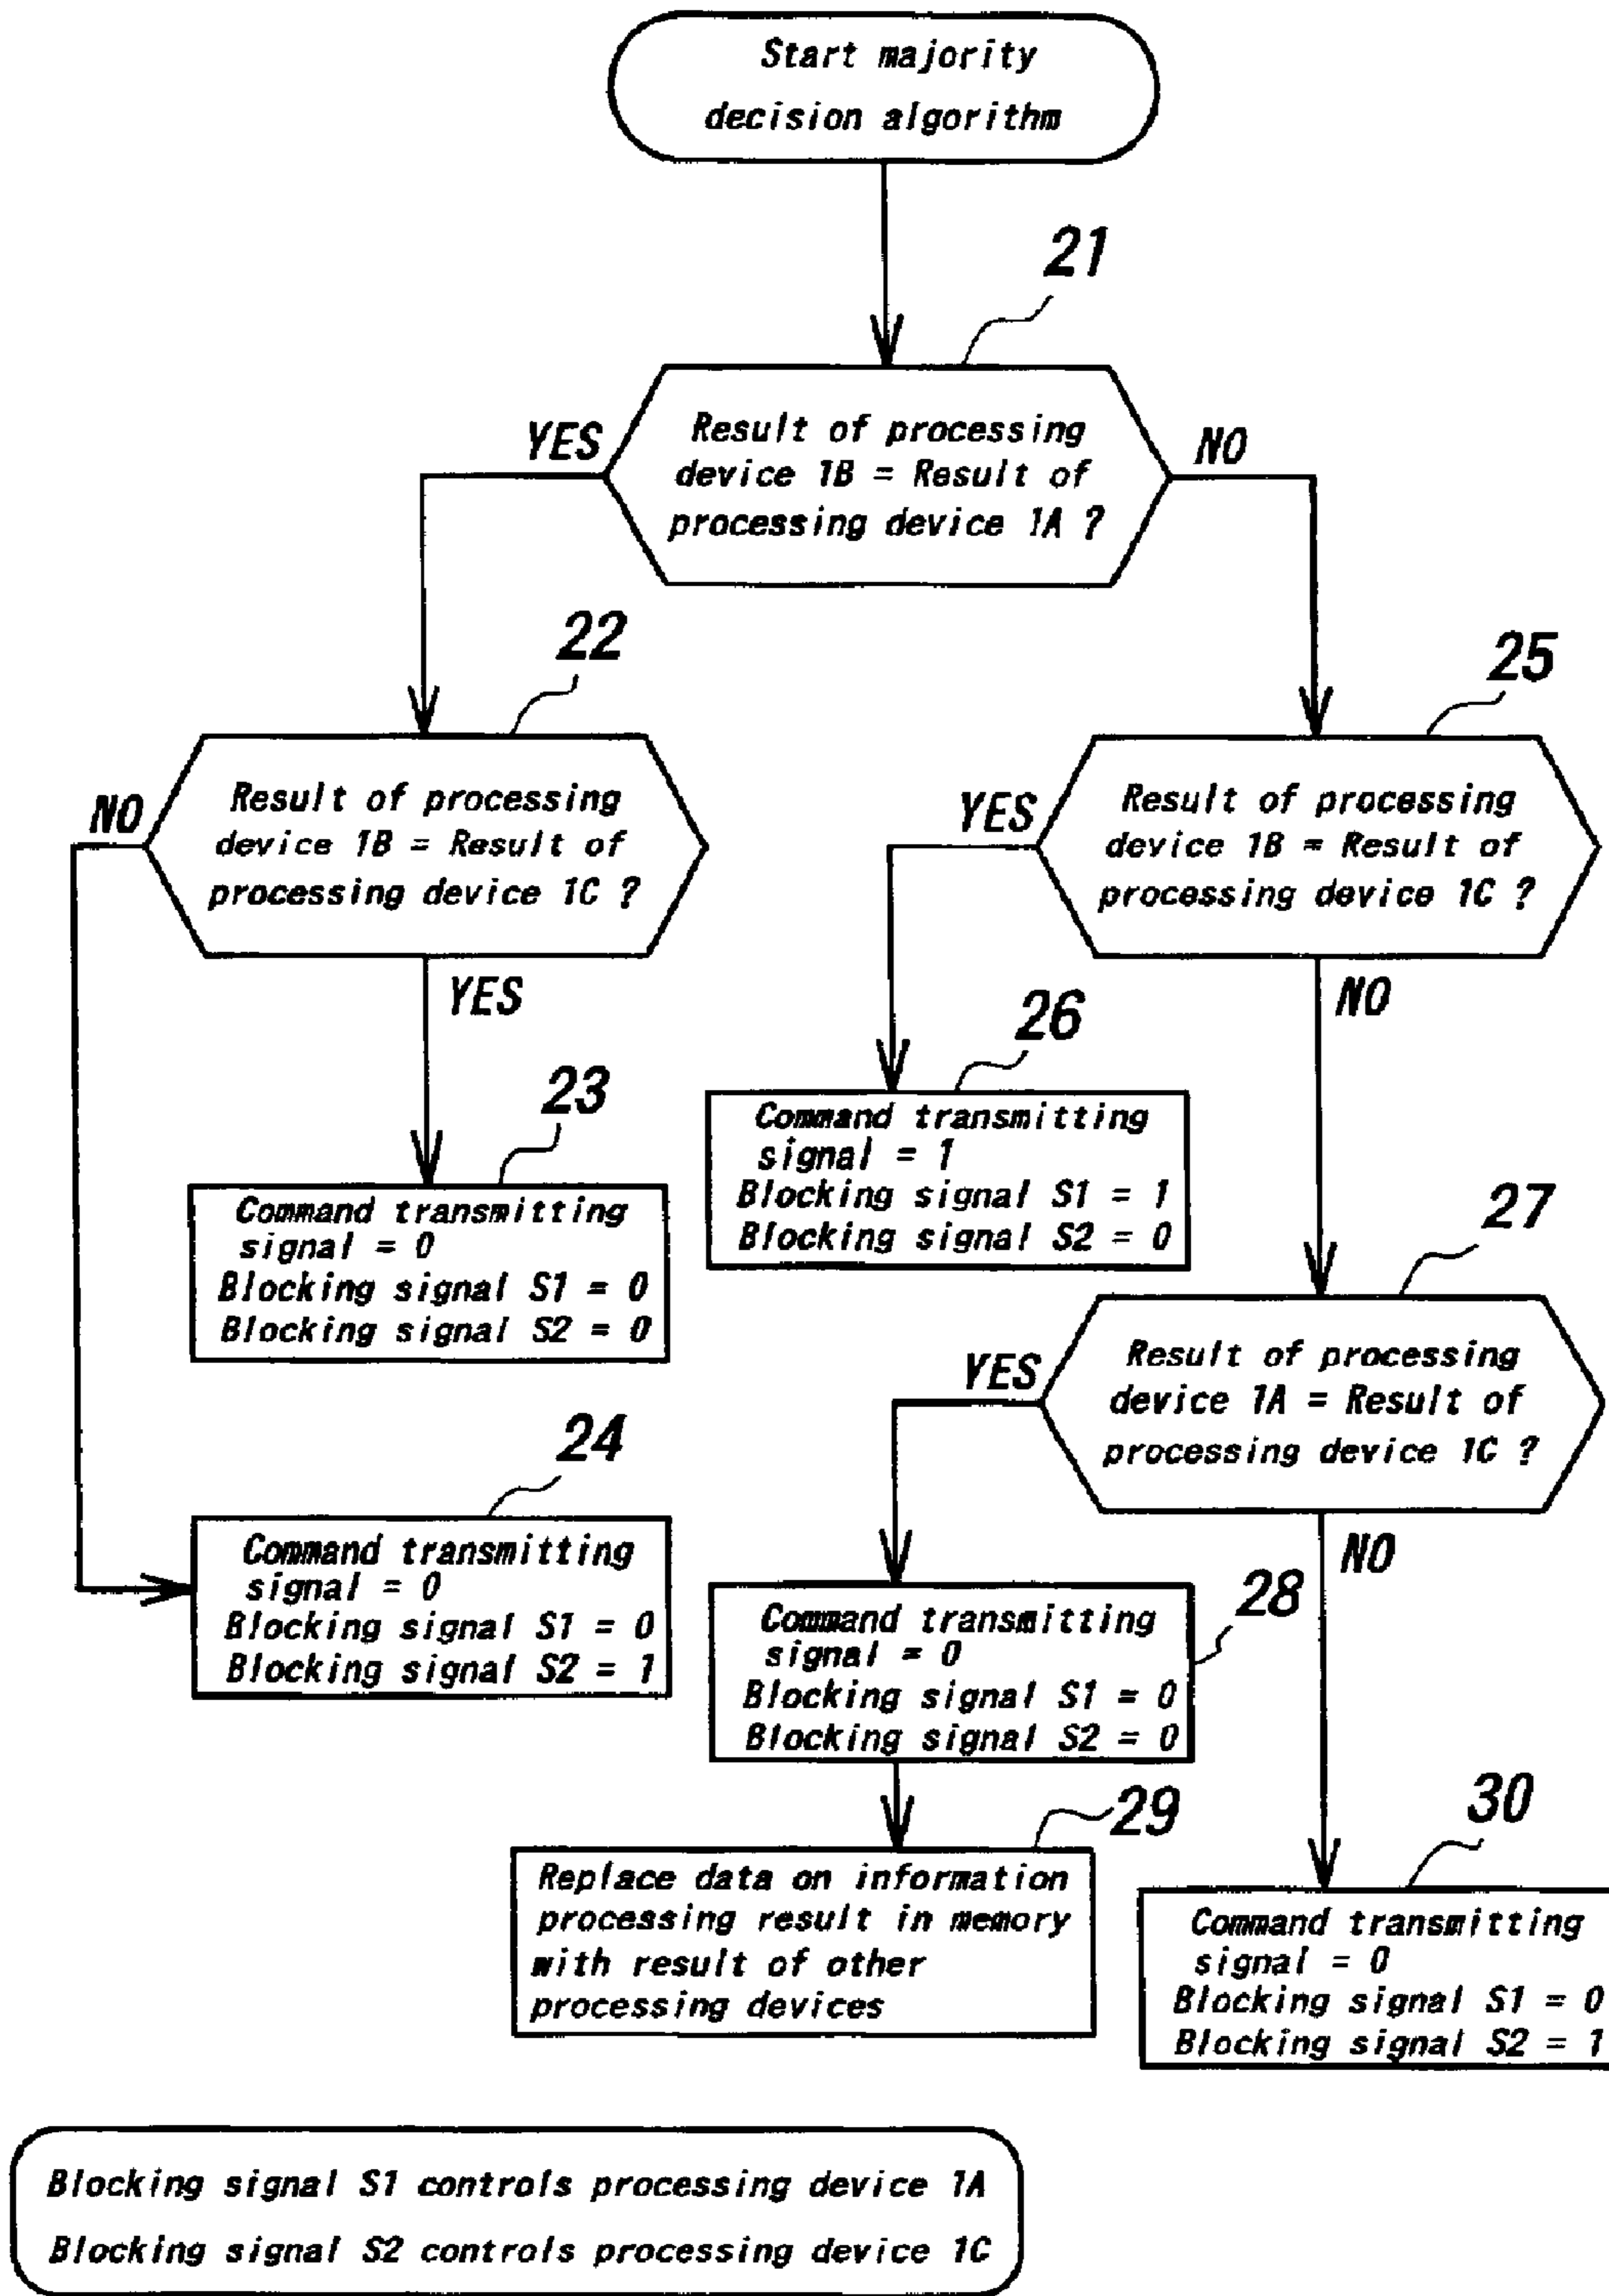 Start majority
decision algorithm
21
YES
NO
Result of processing
device 1B = Result of
processing device 1A ?
22
25
NO
Result of processing
device 1B = Result of
processing device 1C ?
YES
YES
Result of processing
device 1B = Result of
processing device 1C ?
NO
23
Command transmitting
signal = 0
Blocking signal S1 = 0
Blocking signal S2 = 0
26
Command transmitting
signal = 1
Blocking signal S1 = 1
Blocking signal S2 = 0
27
YES
Result of processing
device 1A = Result of
processing device 1C ?
NO
24
Command transmitting
signal = 0
Blocking signal S1 = 0
Blocking signal S2 = 1
28
Command transmitting
signal = 0
Blocking signal S1 = 0
Blocking signal S2 = 0
29
Replace data on information
processing result in memory
with result of other
processing devices
30
Command transmitting
signal = 0
Blocking signal S1 = 0
Blocking signal S2 = 1
Blocking signal S1 controls processing device 1A
Blocking signal S2 controls processing device 1C